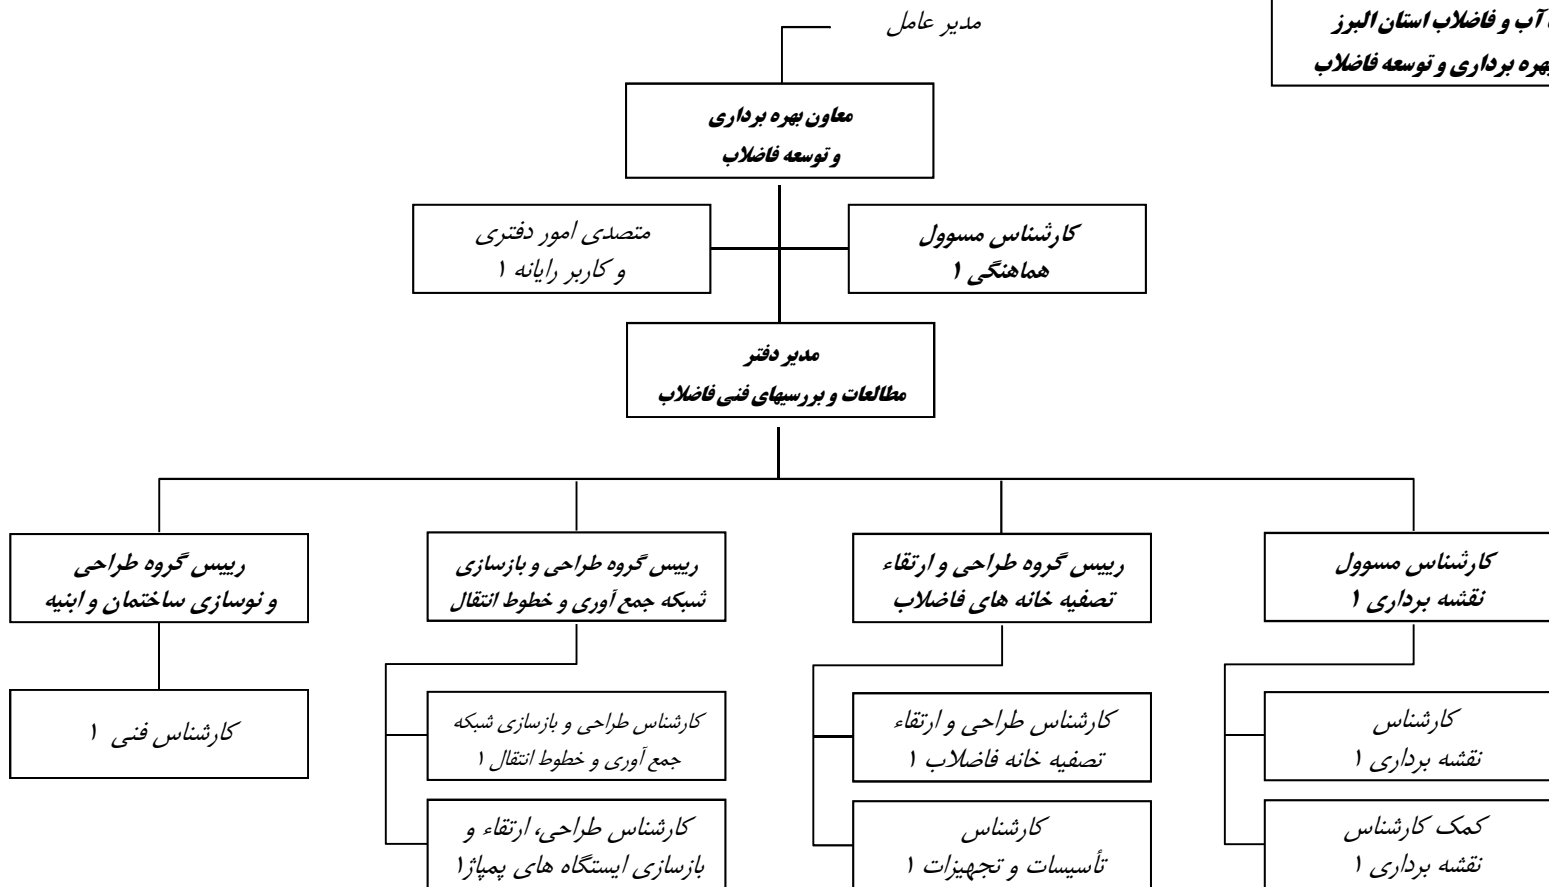 آب و فاضلاب استان البرز
بهره برداری و توسعه فاضلاب
مدیر عامل
معاون بهره برداری
و توسعه فاضلاب
کارشناس مسوول
هماهنگی ۱
متصدی امور دفتری
و کاربر رایانه ۱
مدیر دفتر
مطالعات و بررسیهای فنی فاضلاب
کارشناس مسوول
نقشه برداری ۱
رییس گروه طراحی و ارتقاء
تصفیه خانه های فاضلاب
رییس گروه طراحی و بازسازی
شبکه جمع آوری و خطوط انتقال
رییس گروه طراحی
و نوسازی ساختمان و ابنیه
کارشناس
نقشه برداری ۱
کارشناس طراحی و ارتقاء
تصفیه خانه فاضلاب ۱
کارشناس طراحی و بازسازی شبکه
جمع آوری و خطوط انتقال ۱
کارشناس فنی ۱
کمک کارشناس
نقشه برداری ۱
کارشناس
تأسیسات و تجهیزات ۱
کارشناس طراحی، ارتقاء و
بازسازی ایستگاه های پمپاژ۱